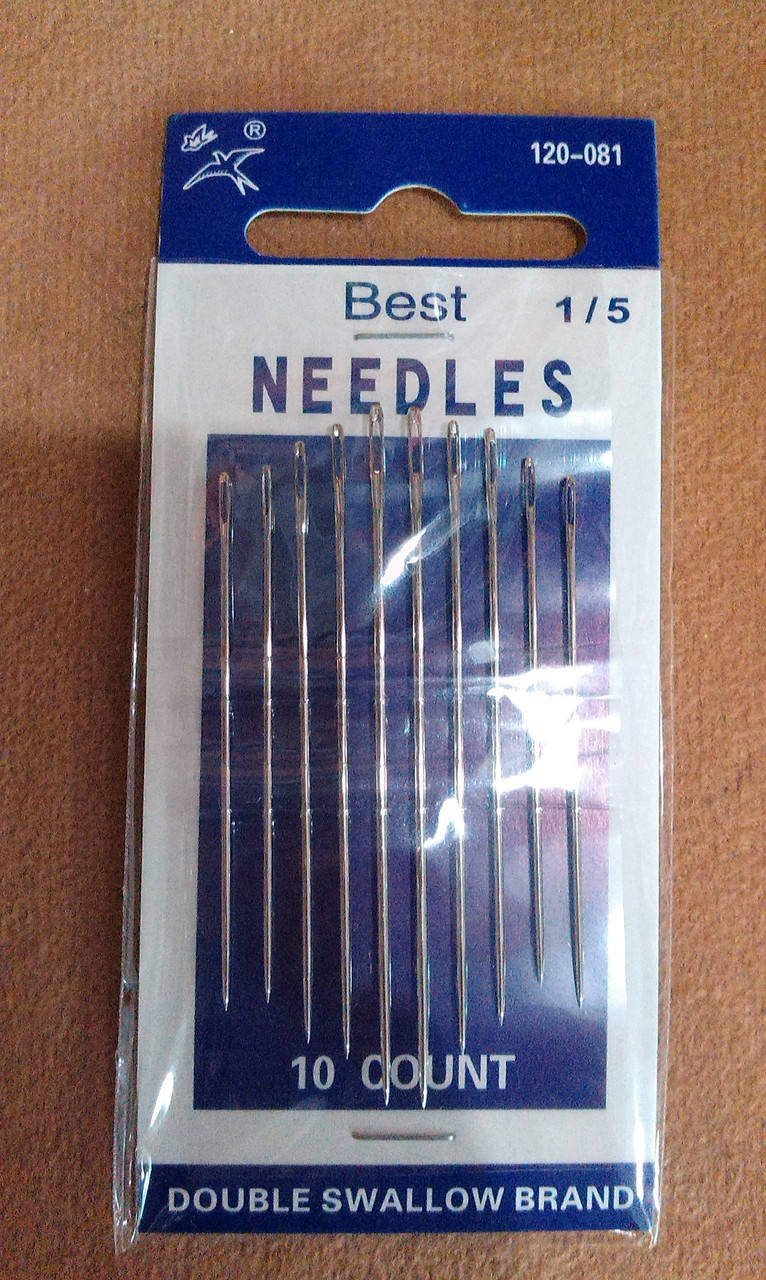 ®
120-081
Best 1/5
NEEDLES
10 COUNT
DOUBLE SWALLOW BRAND